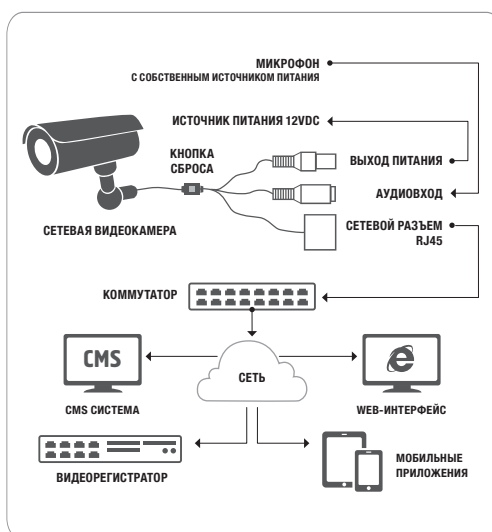 МИКРОФОН
С СОБСТВЕННЫМ ИСТОЧНИКОМ ПИТАНИЯ
ИСТОЧНИК ПИТАНИЯ 12VDC
КНОПКА
СБРОСА
ВЫХОД ПИТАНИЯ
АУДИОВХОД
СЕТЕВАЯ ВИДЕОКАМЕРА
СЕТЕВОЙ РАЗЪЕМ
RJ45
КОММУТАТОР
CMS
СЕТЬ
CMS СИСТЕМА
WEB-ИНТЕРФЕЙС
ВИДЕОРЕГИСТРАТОР
МОБИЛЬНЫЕ
ПРИЛОЖЕНИЯ